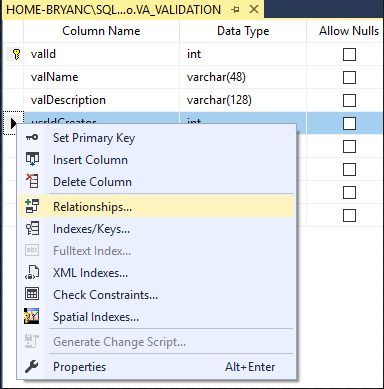 HOME-BRYANC\SQL...o.VA_VALIDATION
Column Name Data Type Allow Nulls
valId int
valName varchar(48)
valDescription varchar(128)
usrIdCreator int
Set Primary Key
Insert Column
Delete Column
Relationships...
Indexes/Keys...
Fulltext Index...
XML Indexes...
Check Constraints...
Spatial Indexes...
Generate Change Script...
Properties Alt+Enter